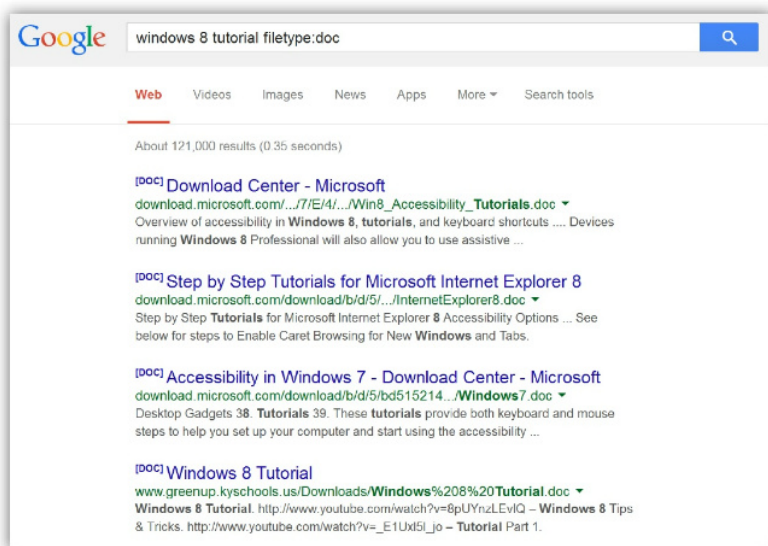 Google
windows 8 tutorial filetype:doc
Web Videos Images News Apps More Search tools
About 121,000 results (0.35 seconds)
[DOC] Download Center - Microsoft
download.microsoft.com/.../7/E/4/.../Win8_Accessibility_Tutorials.doc
Overview of accessibility in Windows 8, tutorials, and keyboard shortcuts .... Devices
running Windows 8 Professional will also allow you to use assistive ...
[DOC] Step by Step Tutorials for Microsoft Internet Explorer 8
download.microsoft.com/download/b/d/5/.../InternetExplorer8.doc
Step by Step Tutorials for Microsoft Internet Explorer 8 Accessibility Options ... See
below for steps to Enable Caret Browsing for New Windows and Tabs.
[DOC] Accessibility in Windows 7 - Download Center - Microsoft
download.microsoft.com/download/b/d/5/bd515214.../Windows7.doc
Desktop Gadgets 38. Tutorials 39. These tutorials provide both keyboard and mouse
steps to help you set up your computer and start using the accessibility ...
[DOC] Windows 8 Tutorial
www.greenup.kyschools.us/Downloads/Windows%208%20Tutorial.doc
Windows 8 Tutorial. http://www.youtube.com/watch?v=8pUYnzLEvIQ – Windows 8 Tips
& Tricks. http://www.youtube.com/watch?v=_E1UxI5l_jo – Tutorial Part 1.